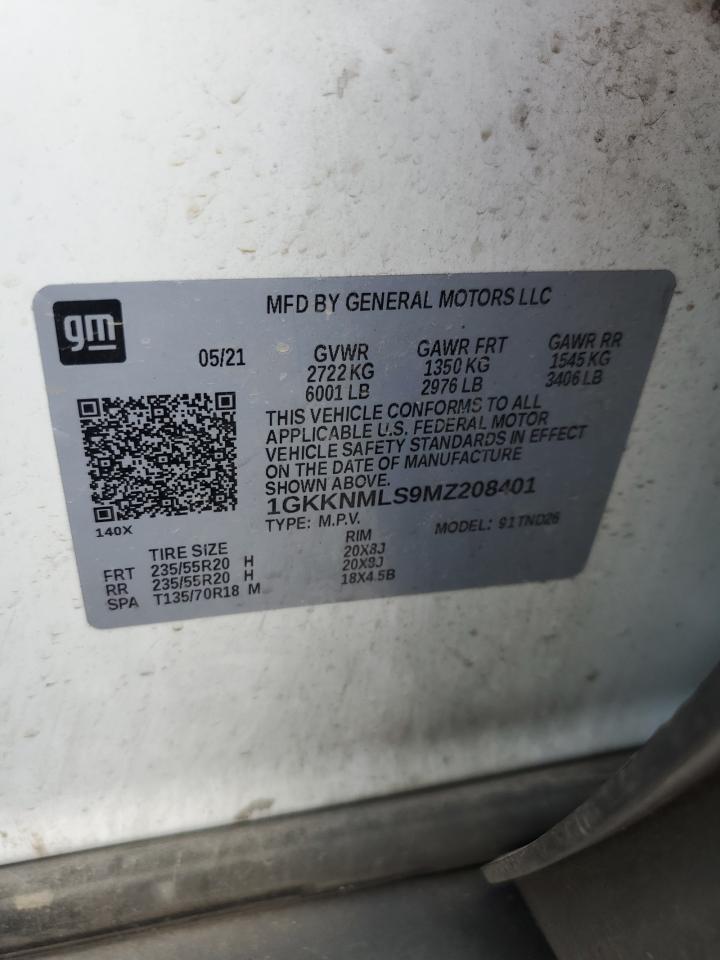 gm
MFD BY GENERAL MOTORS LLC
05/21 GVWR GAWR FRT GAWR RR
2722 KG 1350 KG 1545 KG
6001 LB 2976 LB 3406 LB
THIS VEHICLE CONFORMS TO ALL
APPLICABLE U.S. FEDERAL MOTOR
VEHICLE SAFETY STANDARDS IN EFFECT
ON THE DATE OF MANUFACTURE
SHOWN ABOVE.
1GKKNMLS9MZ208401
140X
TYPE: M.P.V. MODEL: 91TND26
TIRE SIZE RIM
FRT 235/55R20 H 20X8J
RR 235/55R20 H 20X8J
SPA T135/70R18 M 18X4.5B